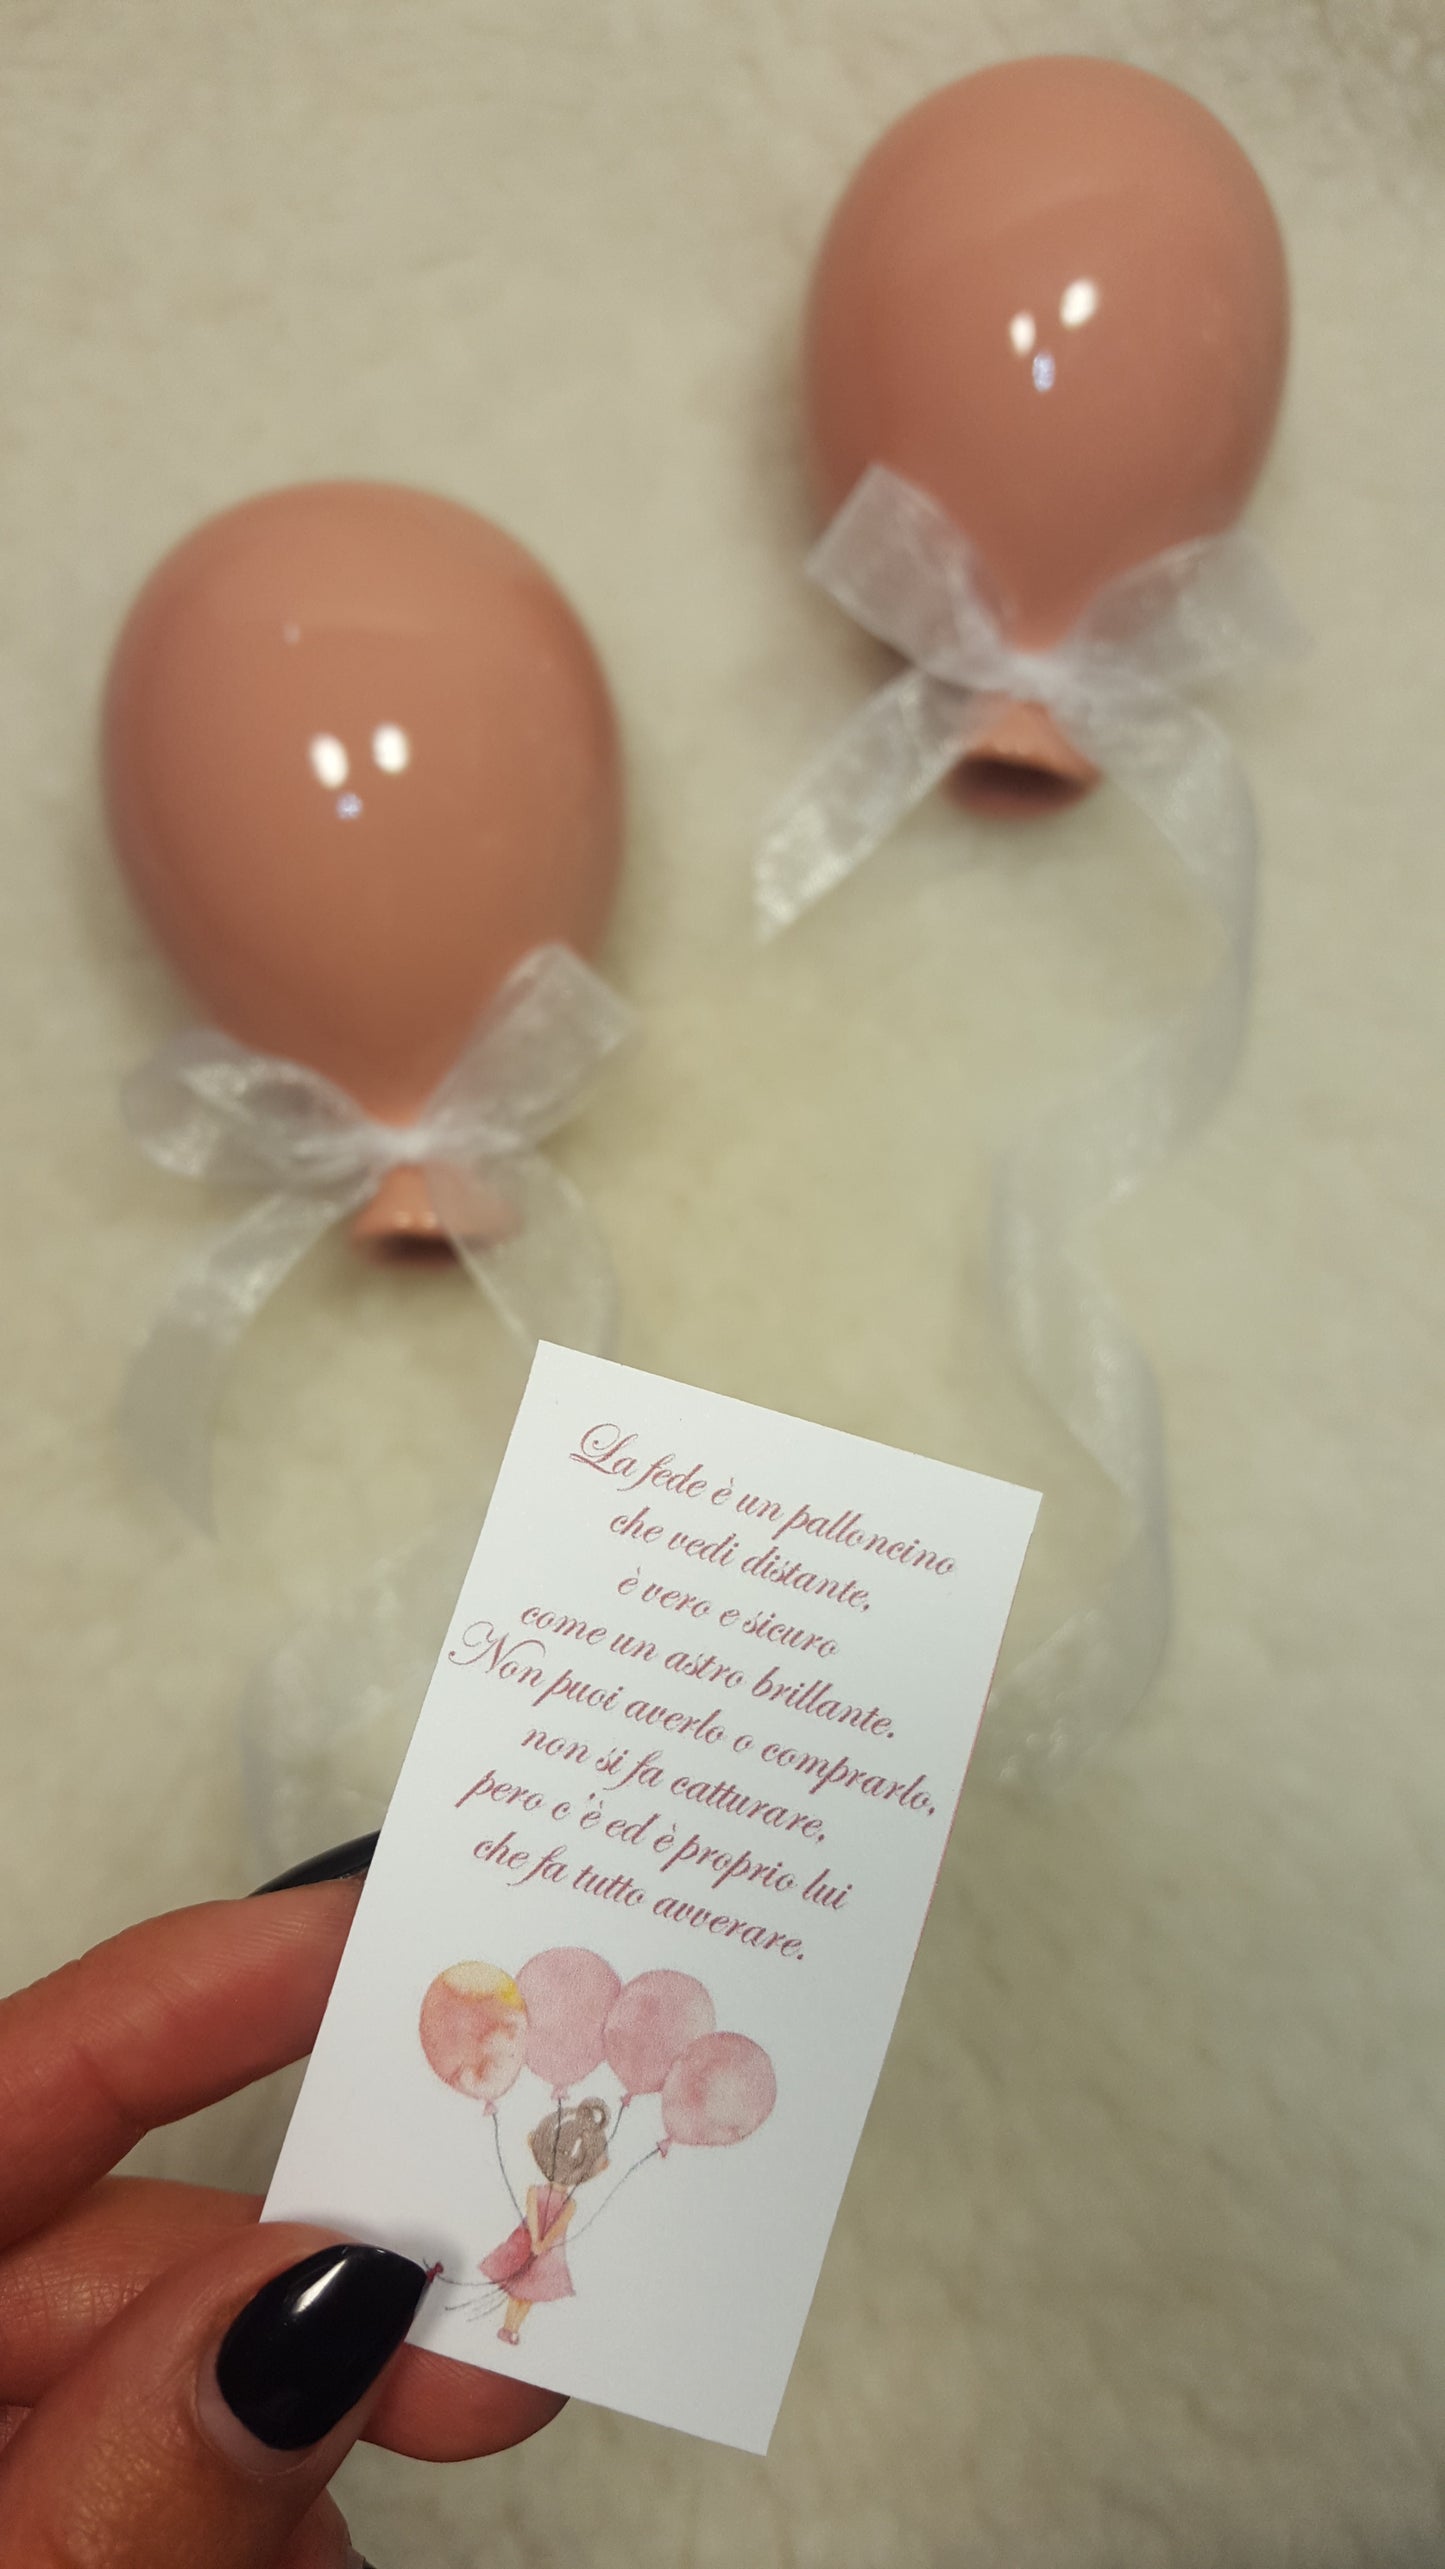 La fede è un palloncino
che vedi distante,
è vero e sicuro
come un astro brillante.
Non puoi averlo o comprarlo,
non si fa catturare,
pero c'è ed è proprio lui
che fa tutto avverare.